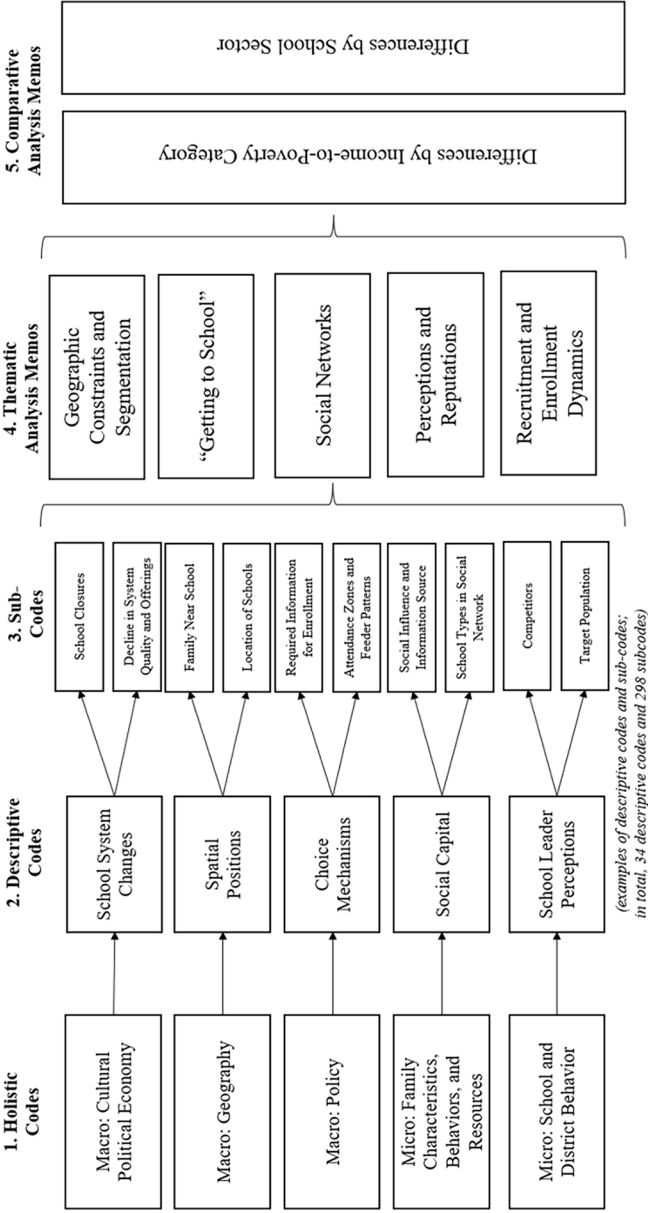 1. Holistic
Codes
Macro: Cultural
Political Economy
Macro: Geography
Macro: Policy
Micro: Family
Characteristics,
Behaviors, and
Resources
Micro: School and
District Behavior
2. Descriptive
Codes
School System
Changes
Spatial
Positions
Choice
Mechanisms
Social Capital
School Leader
Perceptions
3. Sub-
Codes
School Closures
Decline in System
Quality and Offerings
Family Near School
Location of Schools
Required Information
for Enrollment
Attendance Zones and
Feeder Patterns
Social Influence and
Information Source
School Types in Social
Network
Competitors
Target Population
(examples of descriptive codes and sub-codes;
in total, 34 descriptive codes and 298 subcodes)
4. Thematic
Analysis Memos
Geographic
Constraints and
Segmentation
“Getting to School”
Social Networks
Perceptions and
Reputations
Recruitment and
Enrollment
Dynamics
5. Comparative
Analysis Memos
Differences by Income-to-Poverty Category
Differences by School Sector